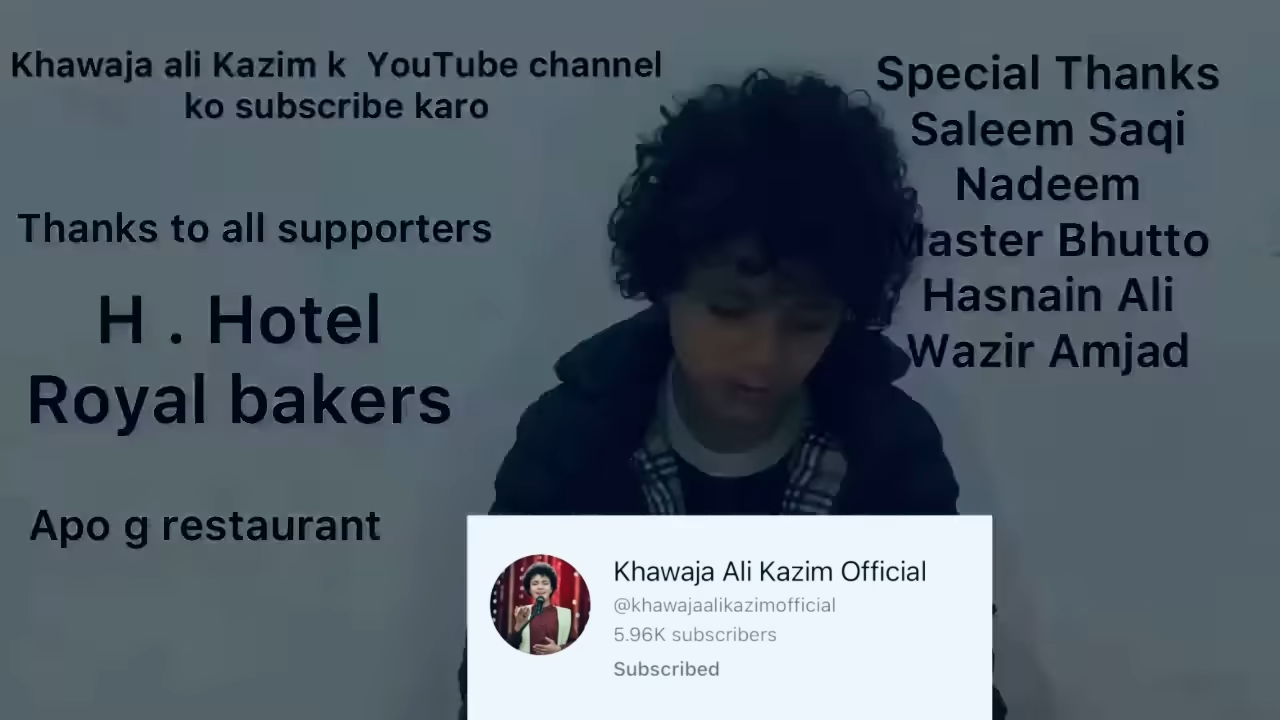 Khawaja ali Kazim k YouTube channel
ko subscribe karo
Thanks to all supporters
H . Hotel
Royal bakers
Apo g restaurant
Special Thanks
Saleem Saqi
Nadeem
Master Bhutto
Hasnain Ali
Wazir Amjad
Khawaja Ali Kazim Official
@khawajaalikazimofficial
5.96K subscribers
Subscribed